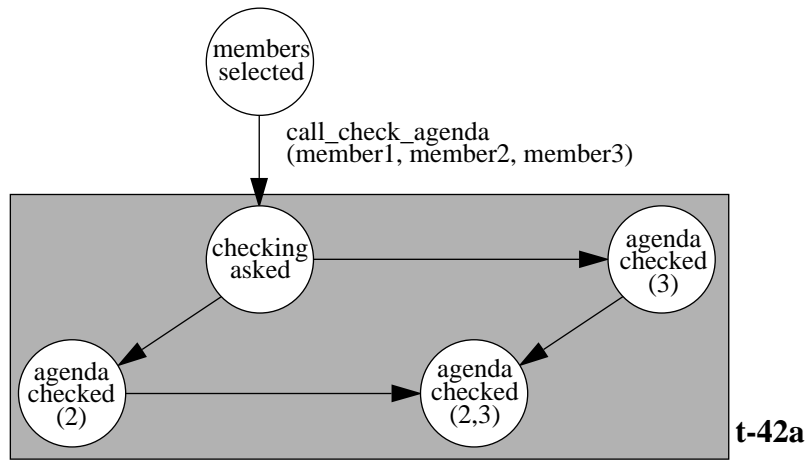 members
selected
call_check_agenda
(member1, member2, member3)
checking
asked
agenda
checked
(3)
agenda
checked
(2)
agenda
checked
(2,3)
t-42a